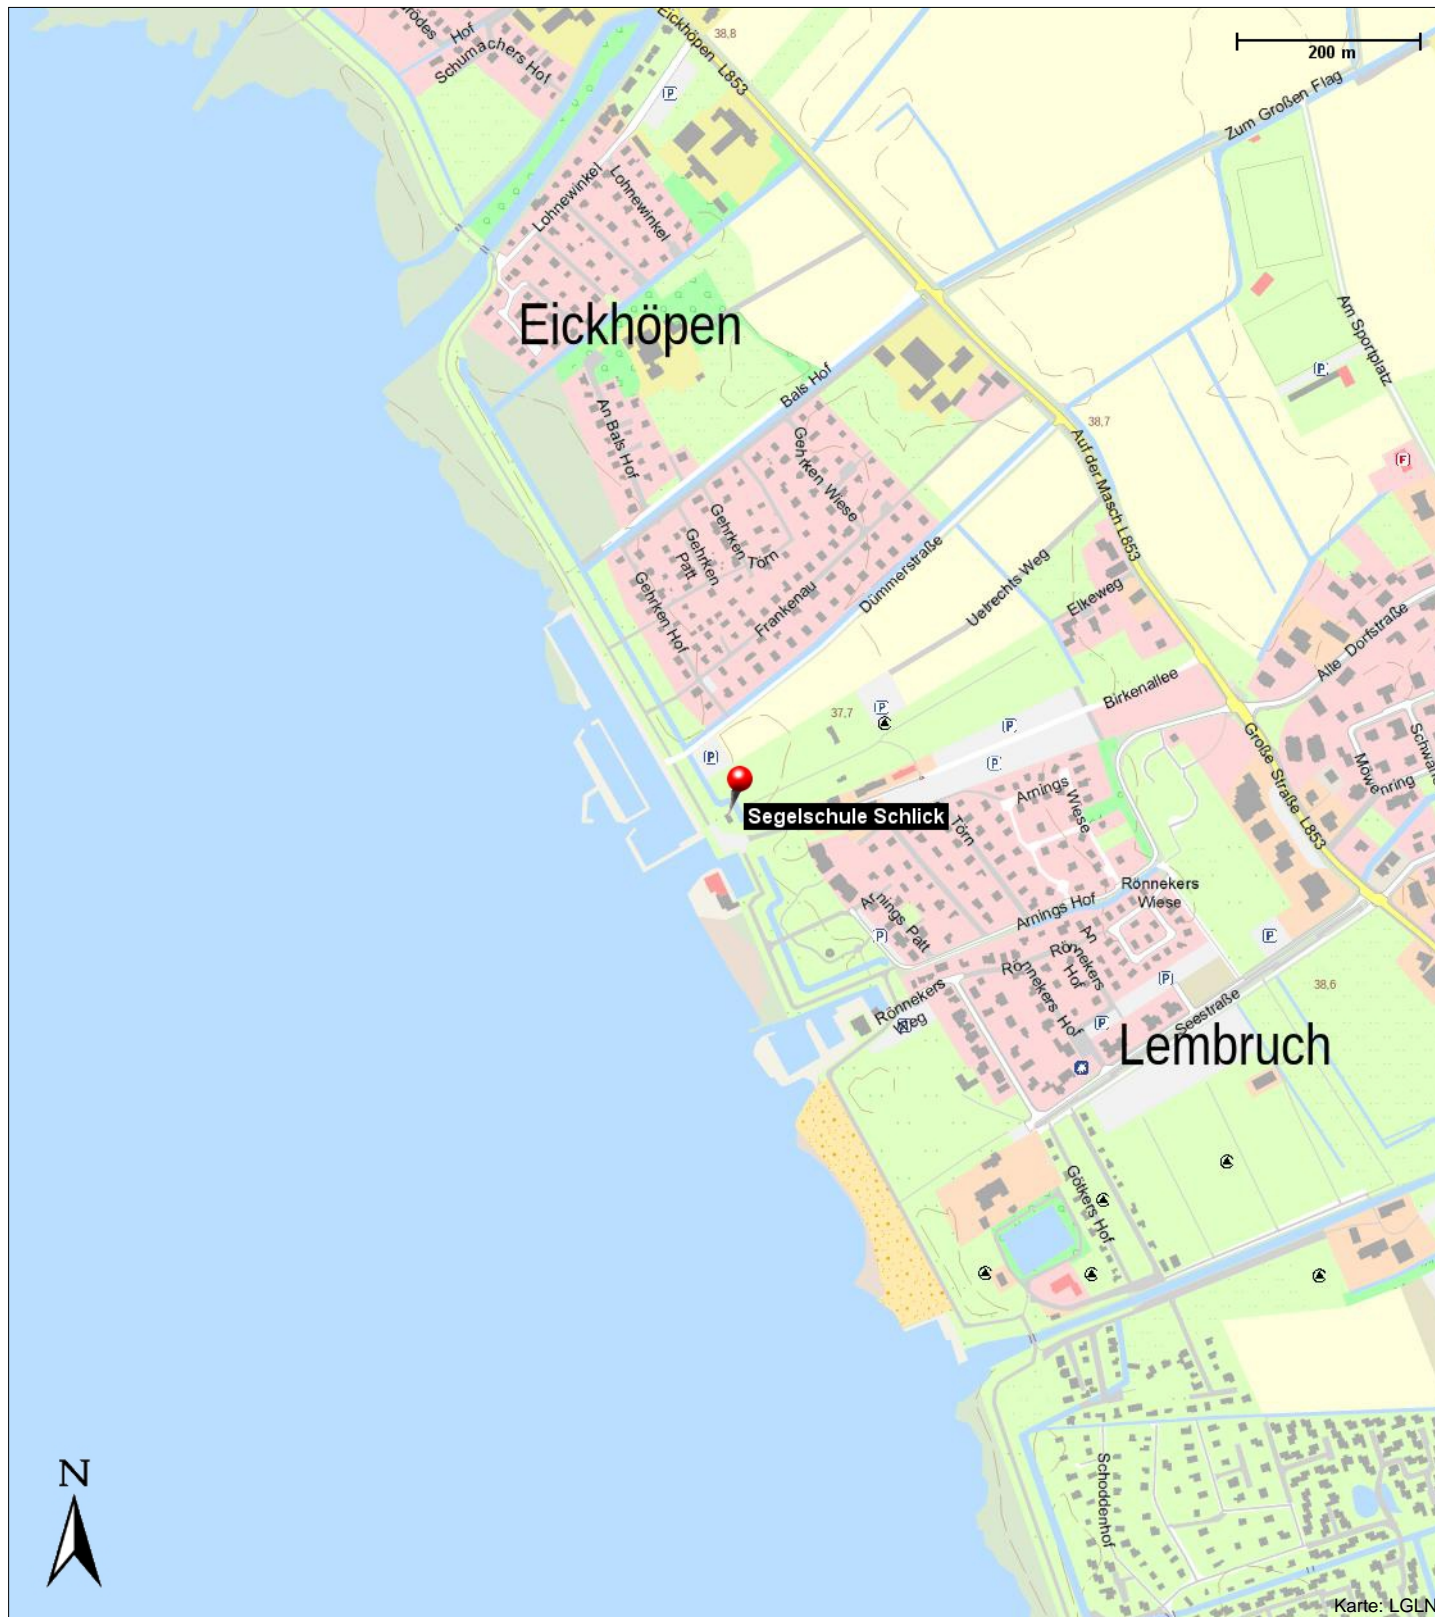 Hof
Schumachers Hof
Eickhöpen L853
38,8
200 m
Zum Großen Flag
P
Lohnewinkel
Lohnewinkel
Eickhöpen
Am Sportplatz
P
Bals Hof
An Bals Hof
Gehrken Wiese
38,7
Auf der Masch L853
F
Gehrken Törn
Gehrken
Patt
Gehrken Hof
Frankenau
Dümmerstraße
Uetrechts Weg
Elkeweg
Alte Dorfstraße
Birkenallee
P
37,7
P
P
P
Große Straße L853
Möwenring
Segelschule Schlick
Arnings
Wiese
Törn
Rönnekers
Wiese
Arnings Patt
Arnings Hof
P
P
An
Rönnekers
Hof
Rönnekers Hof
P
38,6
Rönnekers
Weg
P
Seestraße
Lembruch
Götkers Hof
Schoddenhof
N
Karte: LGLN